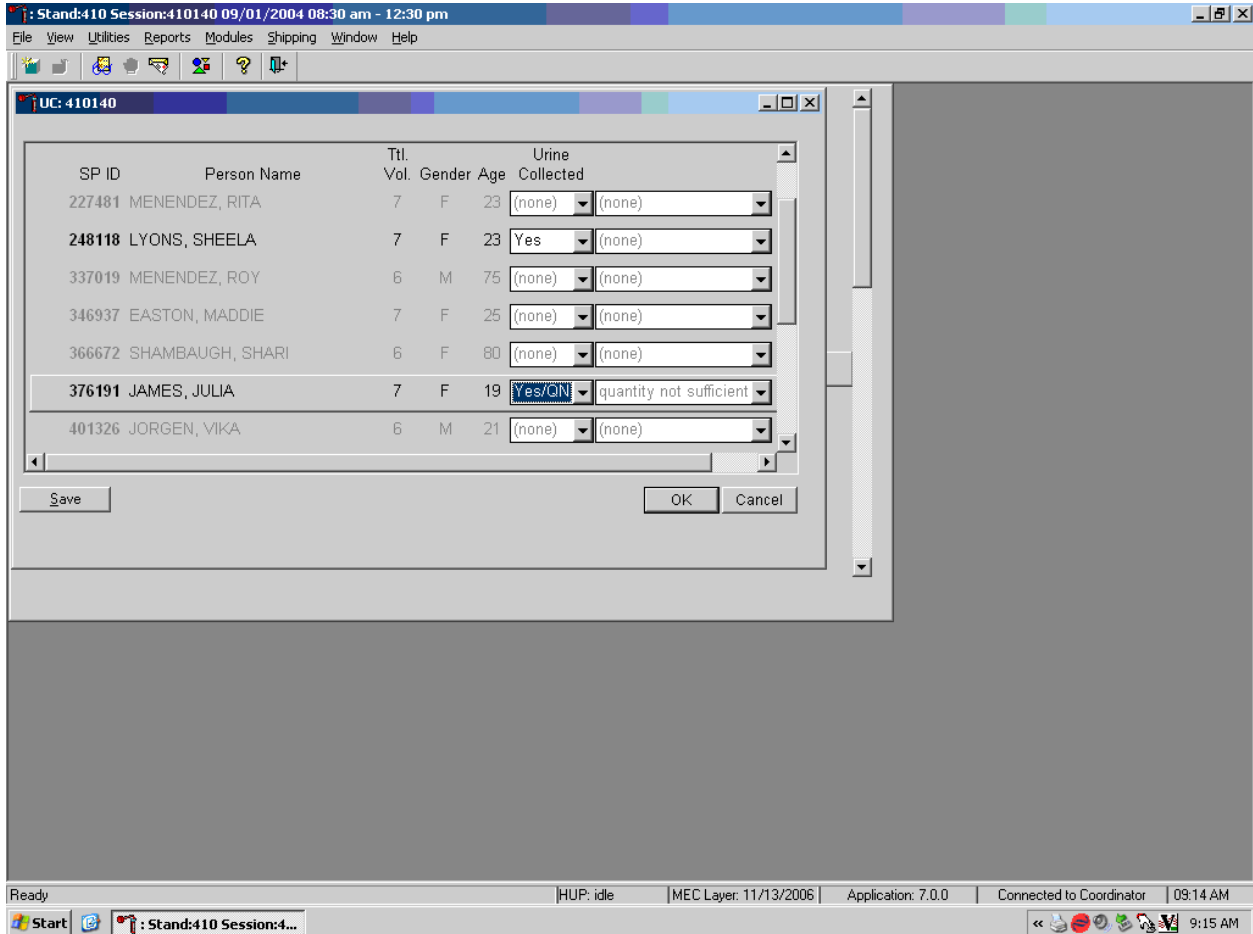 : Stand:410 Session:410140 09/01/2004 08:30 am - 12:30 pm
File View Utilities Reports Modules Shipping Window Help
UC: 410140
Ttl. Urine
SP ID Person Name Vol. Gender Age Collected
227481 MENENDEZ, RITA 7 F 23 (none) (none)
248118 LYONS, SHEELA 7 F 23 Yes (none)
337019 MENENDEZ, ROY 6 M 75 (none) (none)
346937 EASTON, MADDIE 7 F 25 (none) (none)
366672 SHAMBAUGH, SHARI 6 F 80 (none) (none)
376191 JAMES, JULIA 7 F 19 Yes/QN quantity not sufficient
401326 JORGEN, VIKA 6 M 21 (none) (none)
Save OK Cancel
Ready HUP: idle MEC Layer: 11/13/2006 Application: 7.0.0 Connected to Coordinator 09:14 AM
Start : Stand:410 Session:4... « 9:15 AM